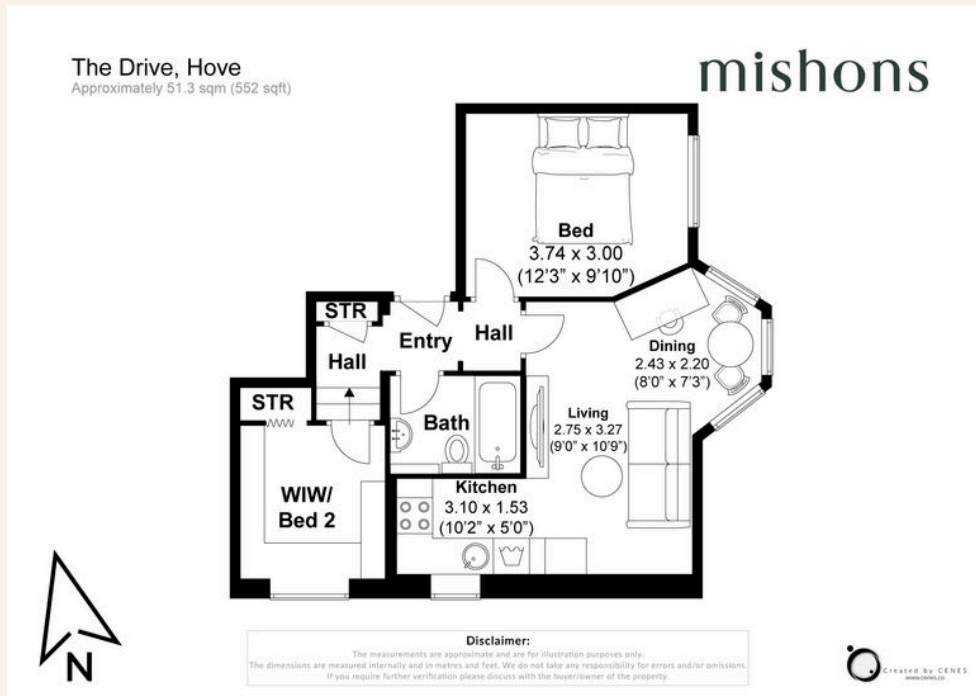 The Drive, Hove
Approximately 51.3 sqm (552 sqft)
mishons
Bed
3.74 x 3.00
(12'3" x 9'10")
STR
Entry
Hall
Hall
Dining
2.43 x 2.20
(8'0" x 7'3")
STR
Bath
Living
2.75 x 3.27
(9'0" x 10'9")
Kitchen
3.10 x 1.53
(10'2" x 5'0")
WIW/
Bed 2
N
Disclaimer:
The measurements are approximate and are for illustration purposes only.
The dimensions are measured internally and in metres and feet. We do not take any responsibility for errors and/or omissions.
If you require further verification please discuss with the buyer/owner of the property.
Created by CENES
www.cenes.co